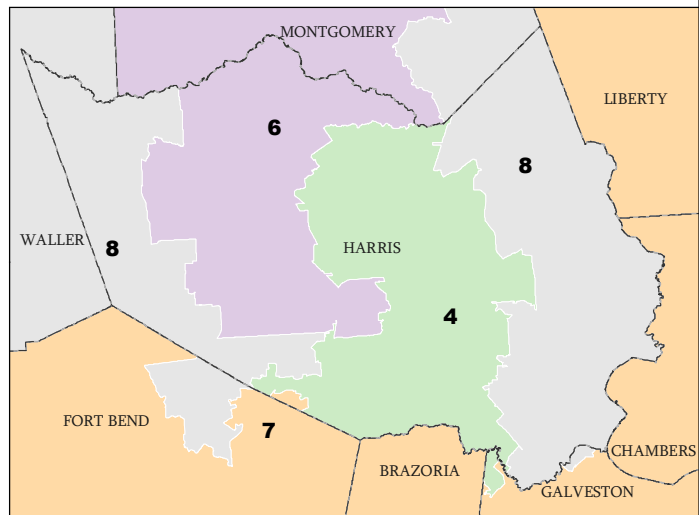 MONTGOMERY
LIBERTY
6
8
WALLER
8
HARRIS
4
FORT BEND
7
BRAZORIA
CHAMBERS
GALVESTON